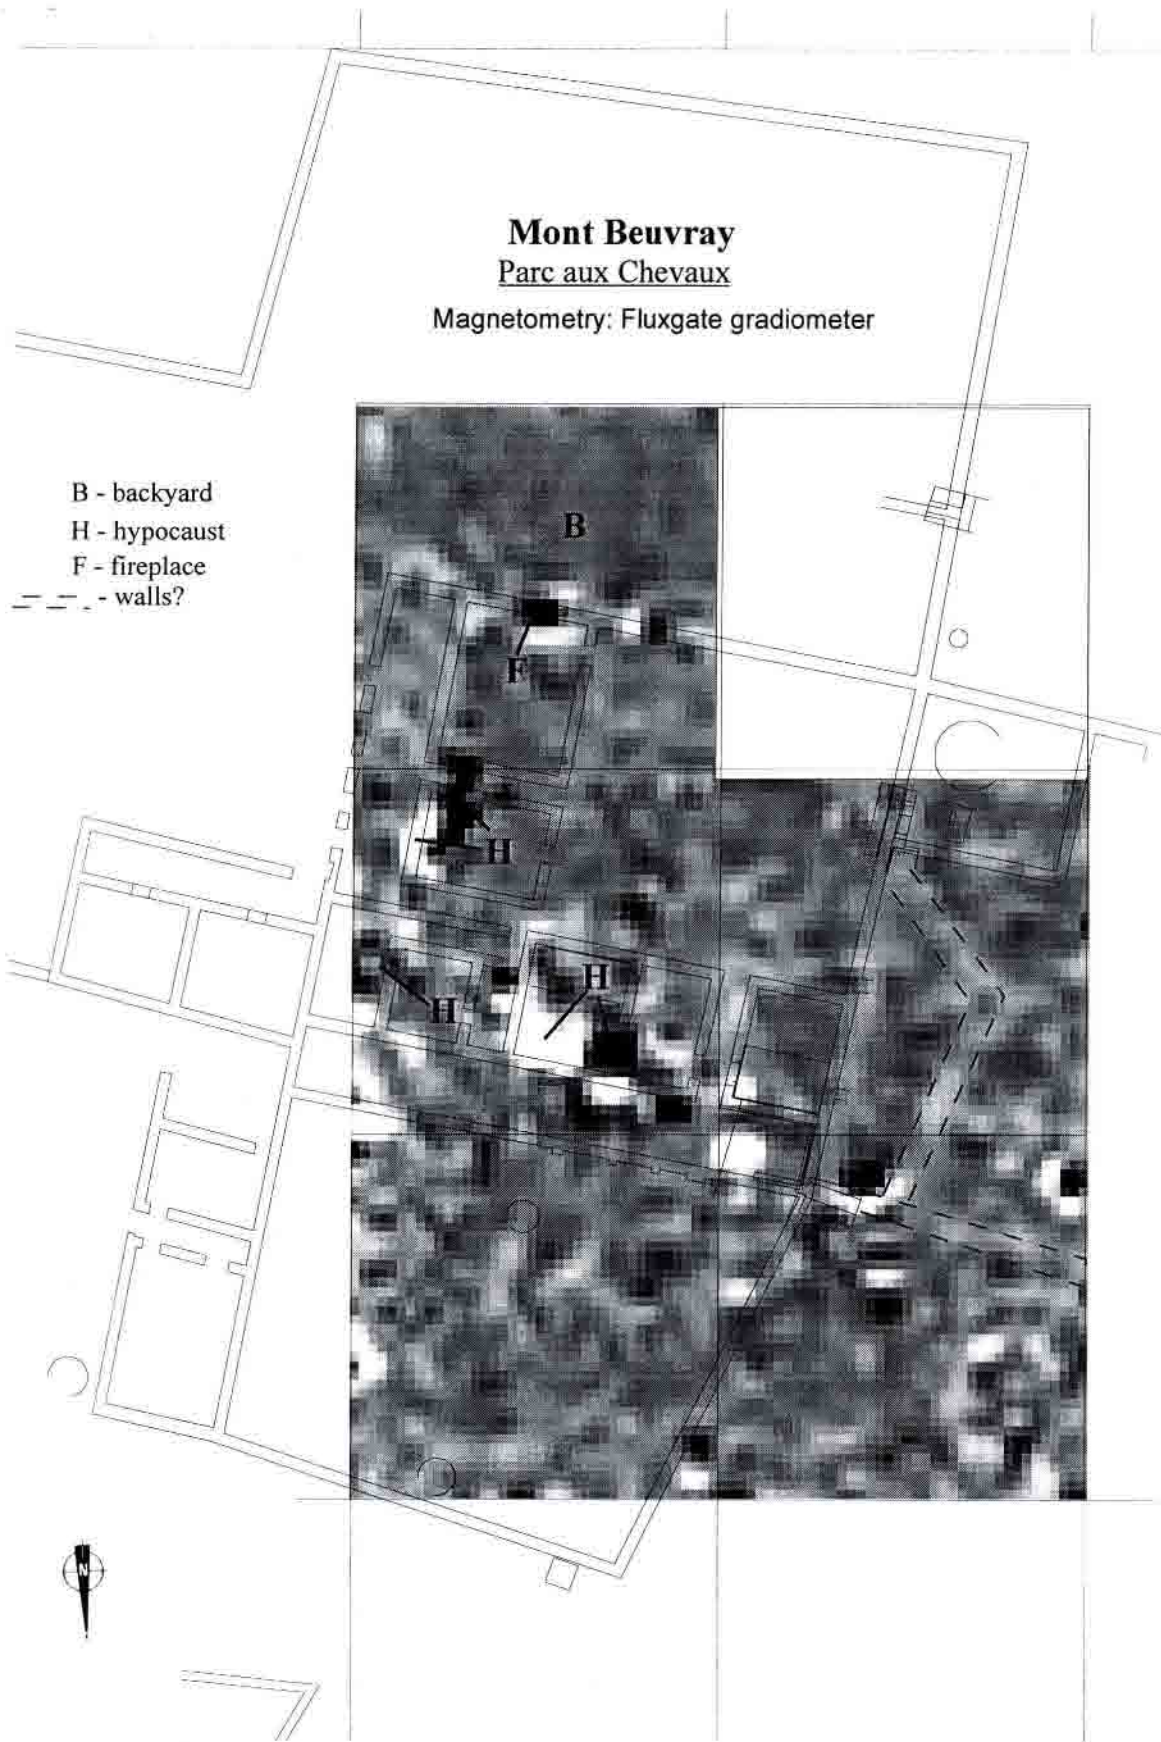 Mont Beuvray
Parc aux Chevaux
Magnetometry: Fluxgate gradiometer
B - backyard
H - hypocaust
F - fireplace
- walls?
B
F
H
H
H
N